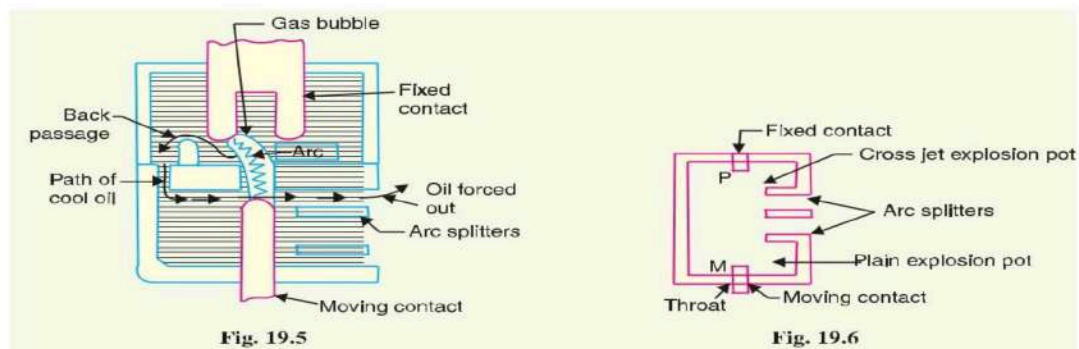 Gas bubble
Fixed
contact
Back
passage
Arc
Path of
cool oil
Oil forced
out
Arc splitters
Moving contact
Fig. 19.5
Fixed contact
P
Cross jet explosion pot
Arc splitters
M
Plain explosion pot
Throat
Moving contact
Fig. 19.6